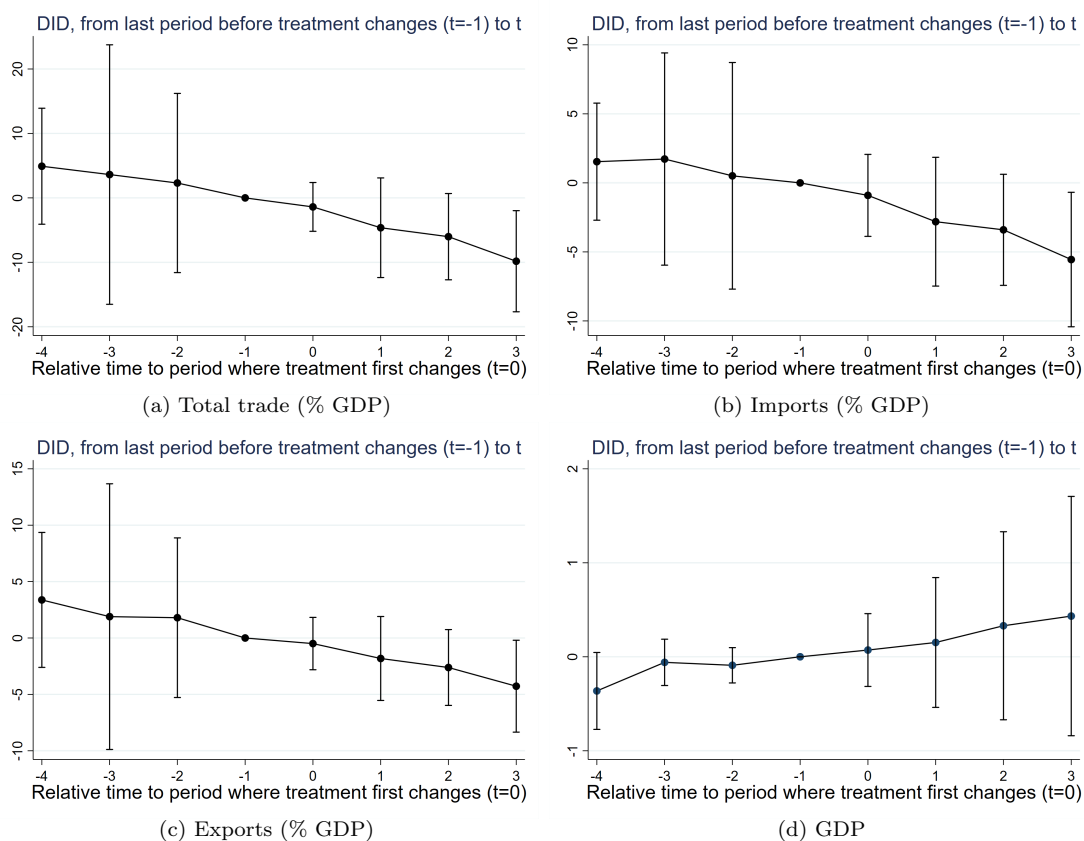 DID, from last period before treatment changes (t=-1) to t
20
10
0
-10
-20
-4 -3 -2 -1 0 1 2 3
Relative time to period where treatment first changes (t=0)
(a) Total trade (% GDP)
DID, from last period before treatment changes (t=-1) to t
10
5
0
-5
-10
-4 -3 -2 -1 0 1 2 3
Relative time to period where treatment first changes (t=0)
(b) Imports (% GDP)
DID, from last period before treatment changes (t=-1) to t
15
10
5
0
-5
-10
-4 -3 -2 -1 0 1 2 3
Relative time to period where treatment first changes (t=0)
(c) Exports (% GDP)
DID, from last period before treatment changes (t=-1) to t
2
1
0
-1
-4 -3 -2 -1 0 1 2 3
Relative time to period where treatment first changes (t=0)
(d) GDP